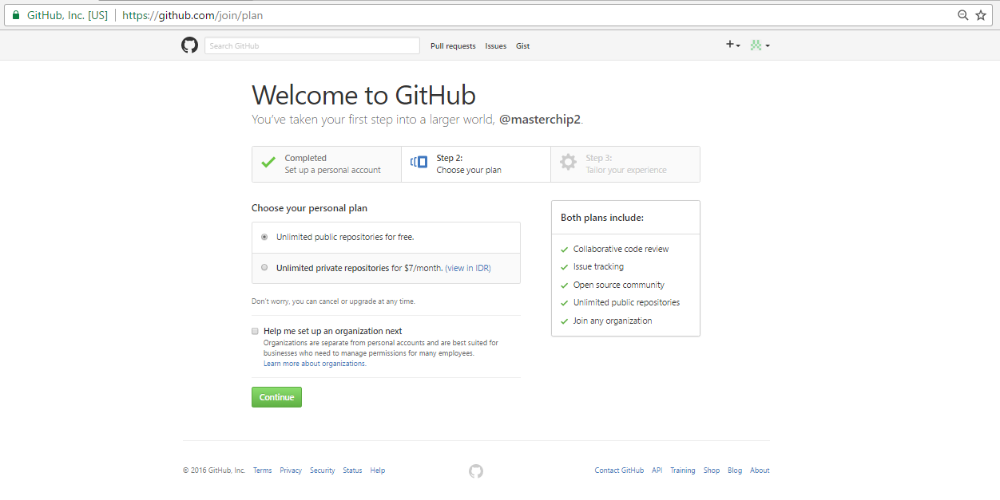 GitHub, Inc. [US] https://github.com/join/plan
Search GitHub Pull requests Issues Gist
Welcome to GitHub
You've taken your first step into a larger world, @masterchip2.
Completed
Set up a personal account
Step 2:
Choose your plan
Step 3:
Tailor your experience
Choose your personal plan
Unlimited public repositories for free.
Unlimited private repositories for $7/month. (view in IDR)
Don't worry, you can cancel or upgrade at any time.
Help me set up an organization next
Organizations are separate from personal accounts and are best suited for
businesses who need to manage permissions for many employees.
Learn more about organizations.
Continue
Both plans include:
Collaborative code review
Issue tracking
Open source community
Unlimited public repositories
Join any organization
© 2016 GitHub, Inc. Terms Privacy Security Status Help
Contact GitHub API Training Shop Blog About